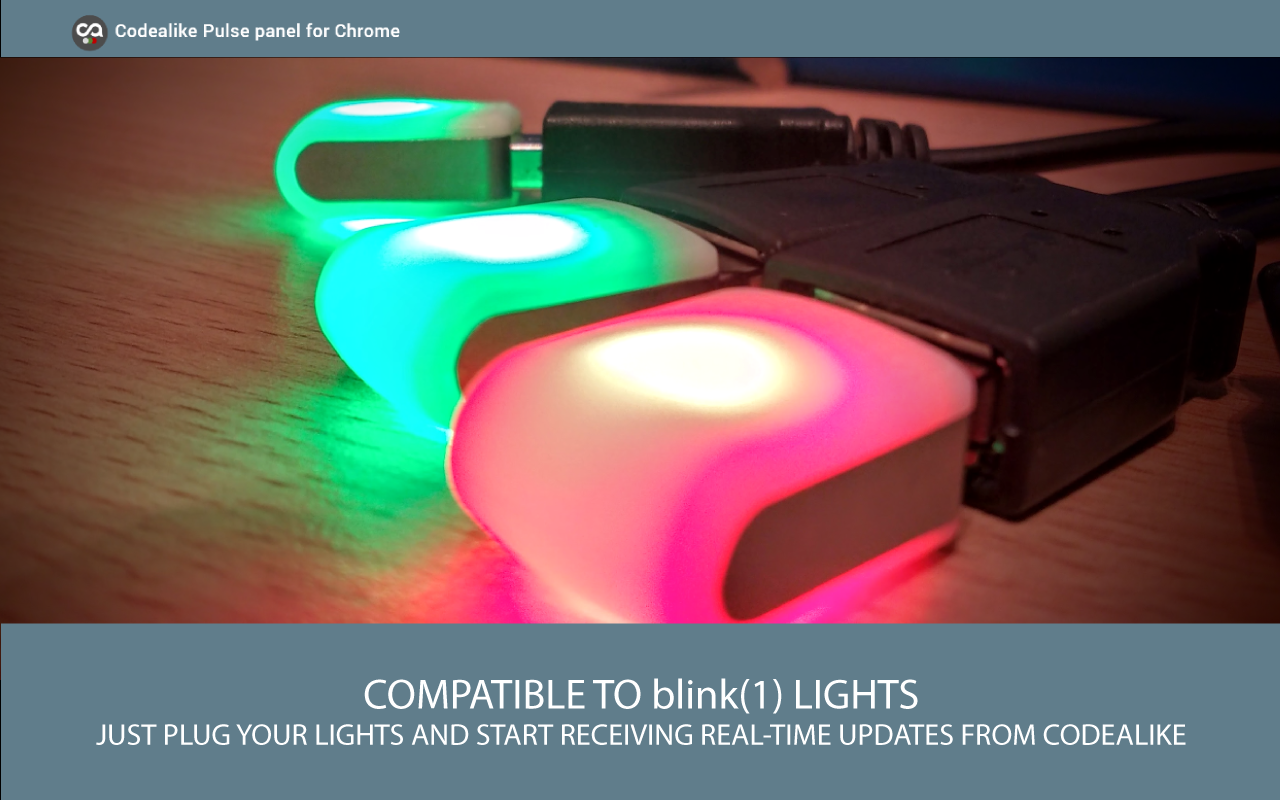 Codealike Pulse panel for Chrome
COMPATIBLE TO blink(1) LIGHTS
JUST PLUG YOUR LIGHTS AND START RECEIVING REAL-TIME UPDATES FROM CODEALIKE